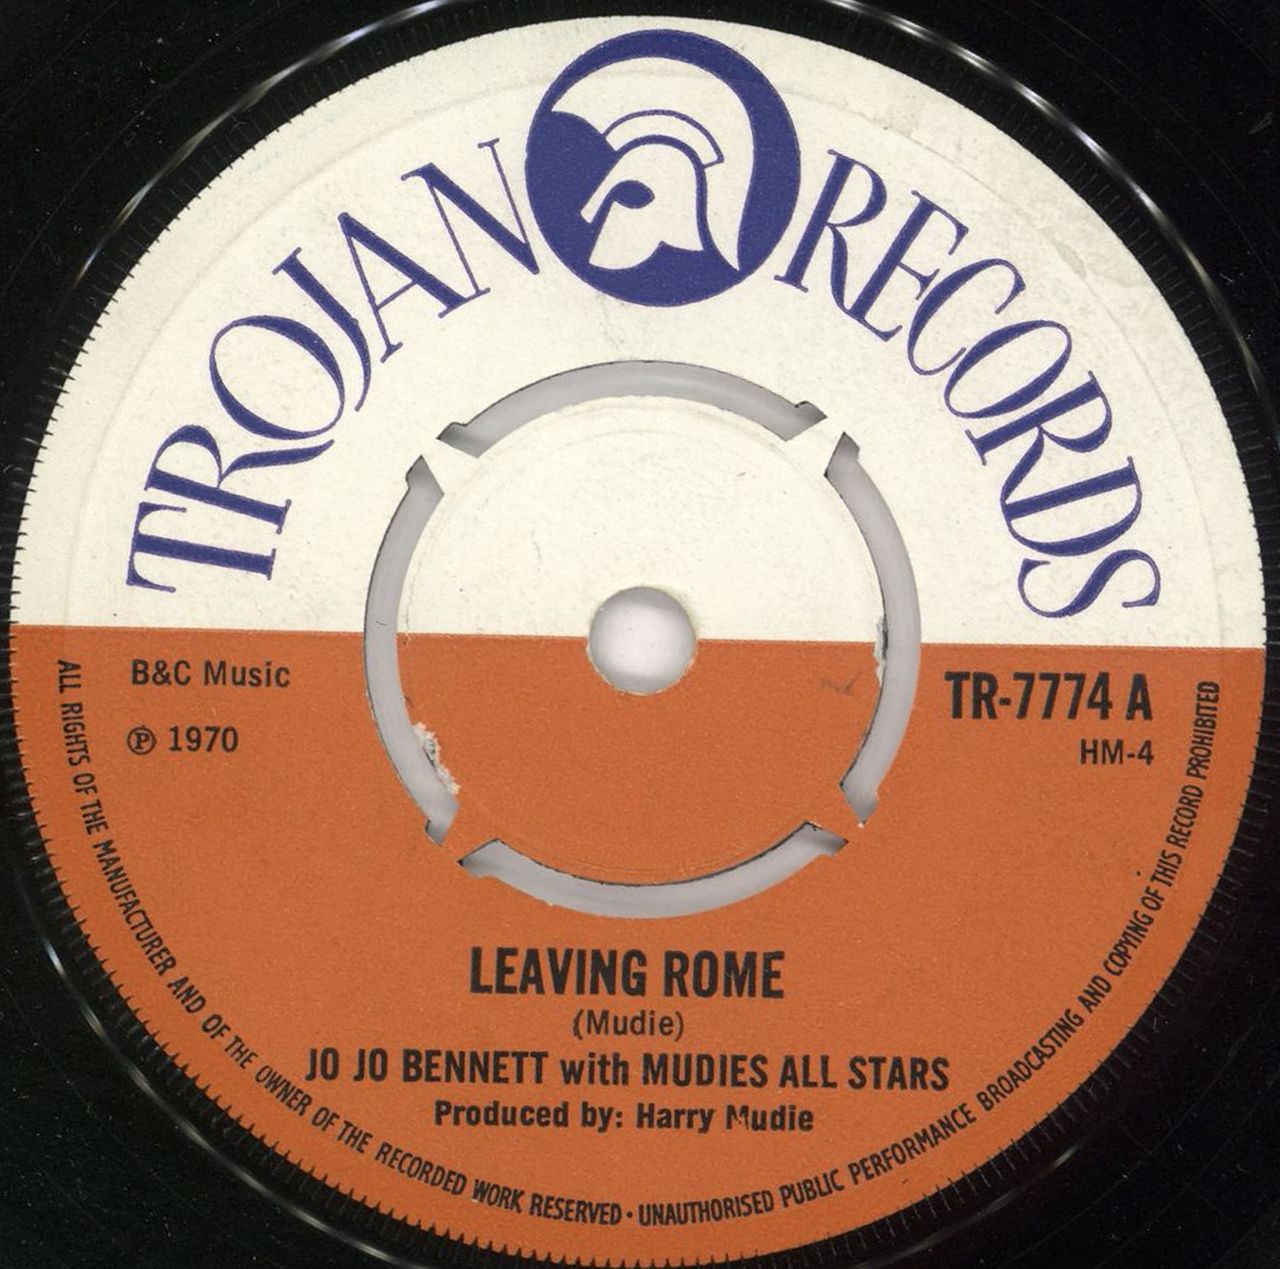 TROJAN RECORDS
B&C Music
℗ 1970
TR-7774 A
HM-4
LEAVING ROME
(Mudie)
JO JO BENNETT with MUDIES ALL STARS
Produced by: Harry Mudie
ALL RIGHTS OF THE MANUFACTURER AND OF THE OWNER OF THE RECORDED WORK RESERVED · UNAUTHORISED PUBLIC PERFORMANCE BROADCASTING AND COPYING OF THIS RECORD PROHIBITED